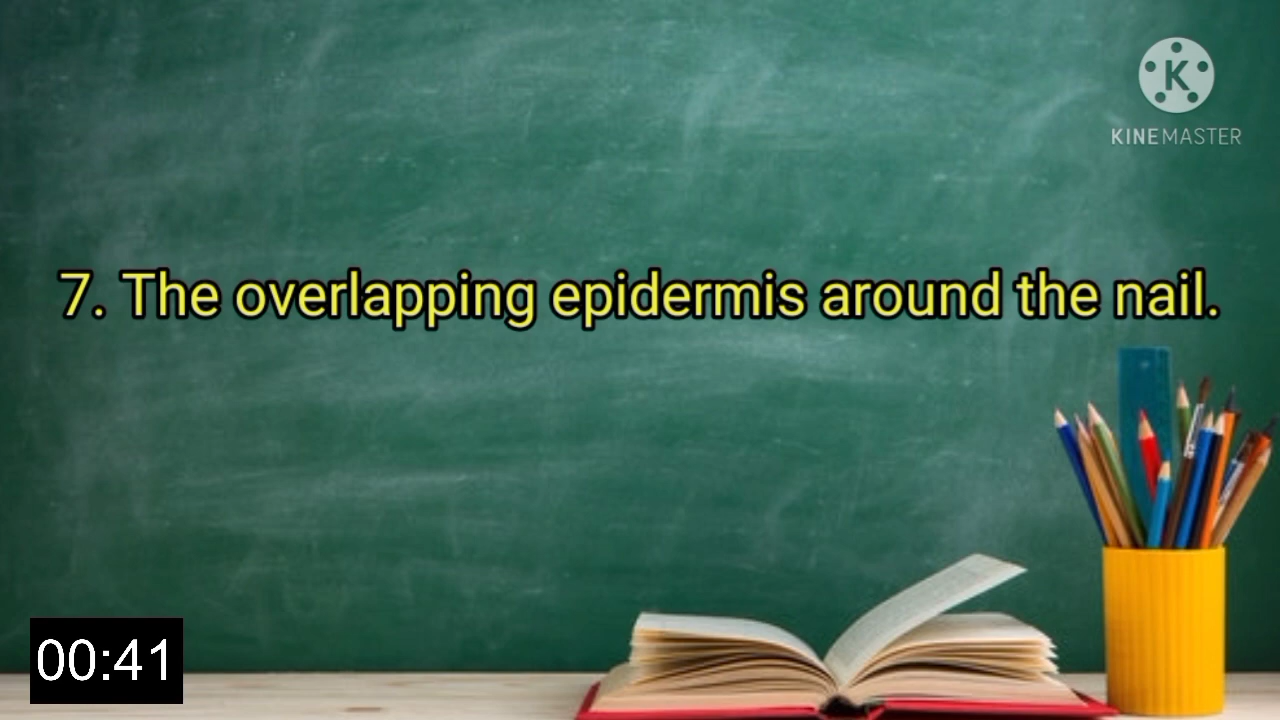 K
KINEMASTER
7. The overlapping epidermis around the nail.
00:41